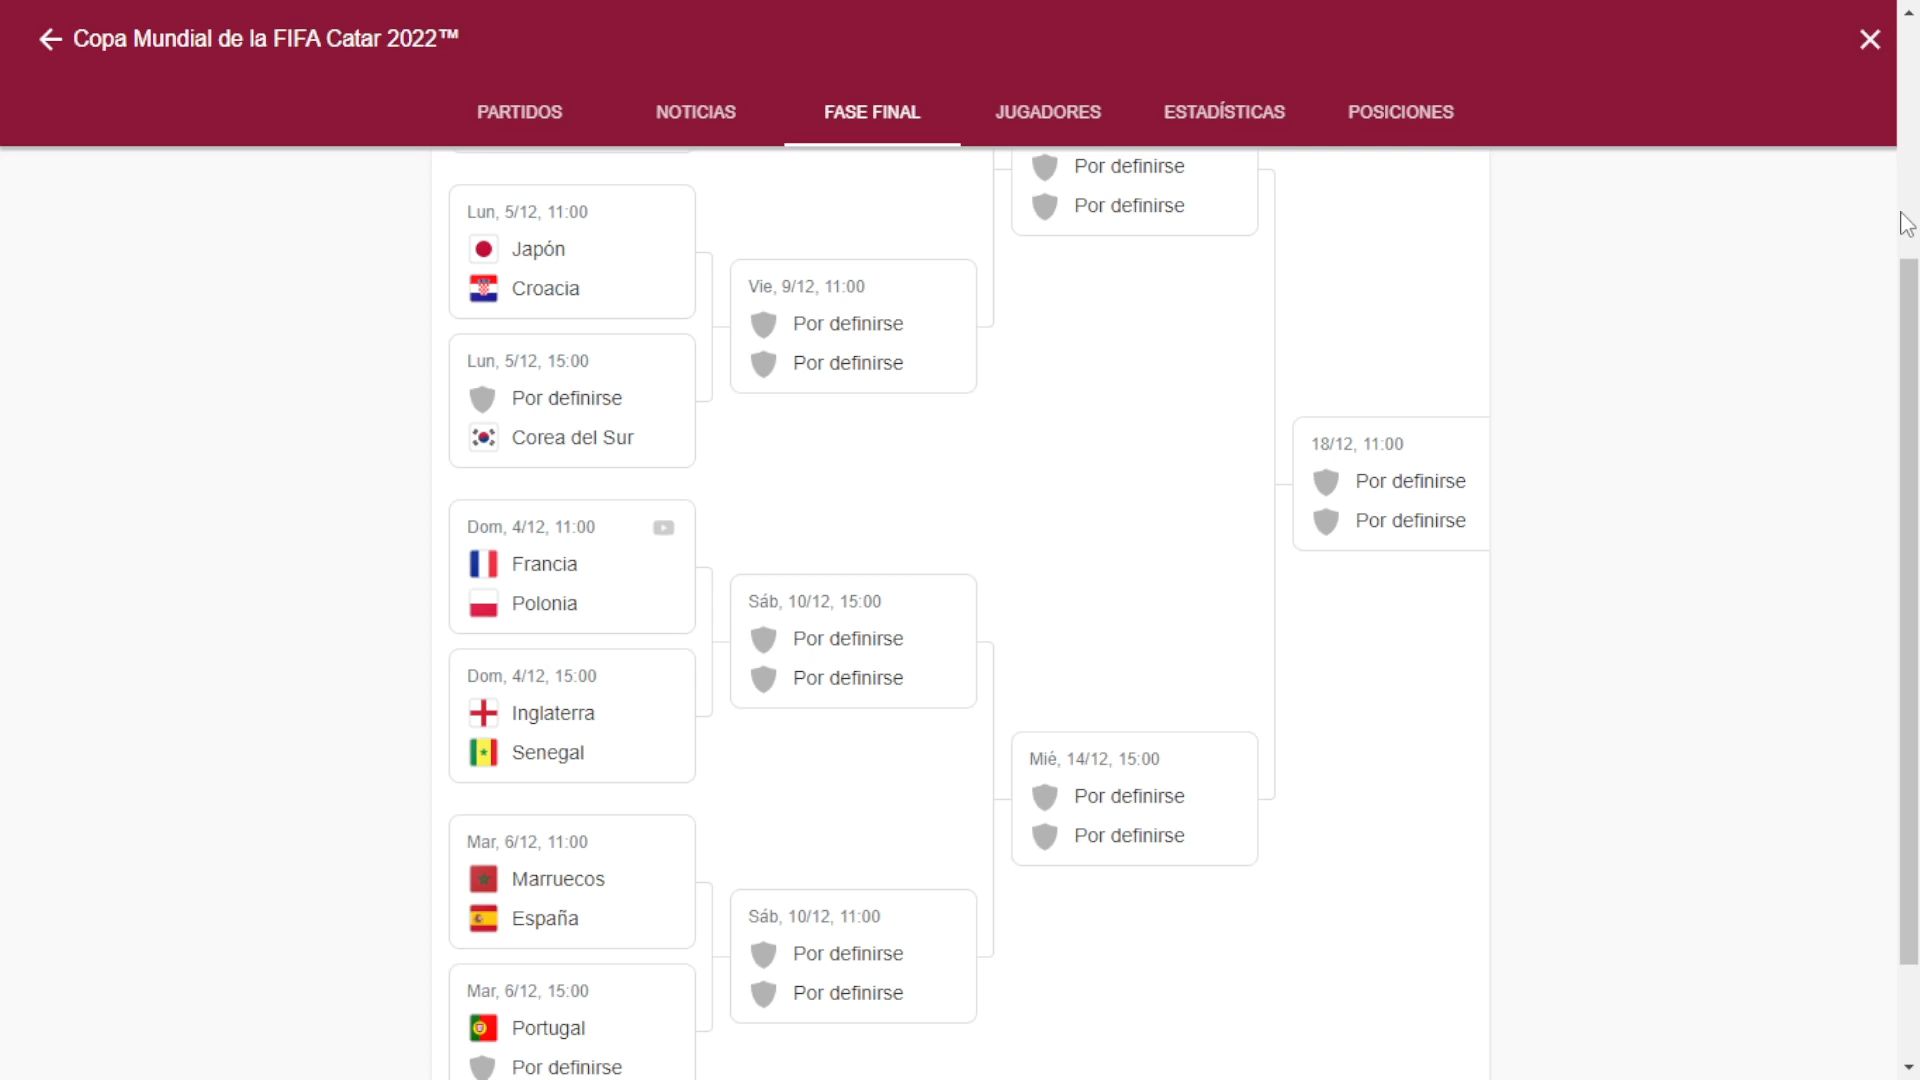 Copa Mundial de la FIFA Catar 2022™
PARTIDOS
NOTICIAS
FASE FINAL
JUGADORES
ESTADÍSTICAS
POSICIONES
Lun, 5/12, 11:00
Japón
Croacia
Lun, 5/12, 15:00
Por definirse
Corea del Sur
Dom, 4/12, 11:00
Francia
Polonia
Dom, 4/12, 15:00
Inglaterra
Senegal
Mar, 6/12, 11:00
Marruecos
España
Mar, 6/12, 15:00
Portugal
Por definirse
Vie, 9/12, 11:00
Por definirse
Por definirse
Sáb, 10/12, 15:00
Por definirse
Por definirse
Sáb, 10/12, 11:00
Por definirse
Por definirse
Por definirse
Por definirse
Mié, 14/12, 15:00
Por definirse
Por definirse
18/12, 11:00
Por definirse
Por definirse